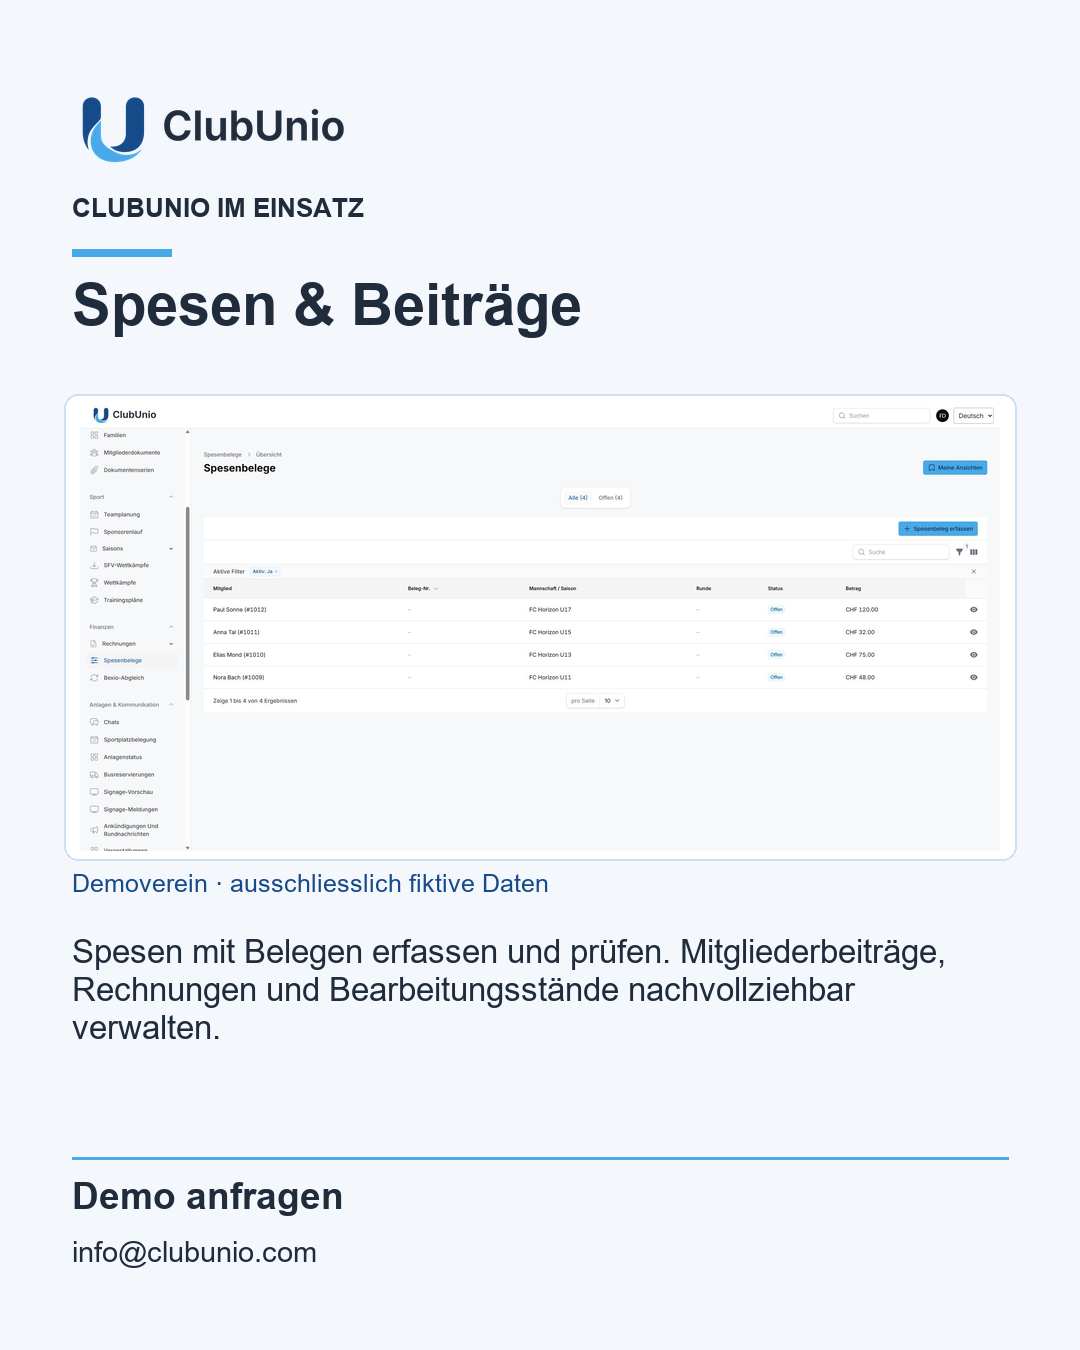 ClubUnio
CLUBUNIO IM EINSATZ
Spesen & Beiträge
ClubUnio
Suchen
FD
Deutsch
Familien
Mitgliederdokumente
Dokumentenserien
Sport
Teamplanung
Sponsorenlauf
Saisons
SFV-Wettkämpfe
Wettkämpfe
Trainingspläne
Finanzen
Rechnungen
Spesenbelege
Bexio-Abgleich
Anlagen & Kommunikation
Chats
Sportplatzbelegung
Anlagenstatus
Busreservierungen
Signage-Vorschau
Signage-Meldungen
Ankündigungen Und
Rundnachrichten
Veranstaltungen
Spesenbelege > Übersicht
Spesenbelege
Meine Ansichten
Alle (4) Offen (4)
+ Spesenbeleg erfassen
Suche
1
Aktive Filter Aktiv: Ja ×
Mitglied Beleg-Nr. Mannschaft / Saison Runde Status Betrag
Paul Sonne (#1012) – FC Horizon U17 – Offen CHF 120.00
Anna Tal (#1011) – FC Horizon U15 – Offen CHF 32.00
Elias Mond (#1010) – FC Horizon U13 – Offen CHF 75.00
Nora Bach (#1009) – FC Horizon U11 – Offen CHF 48.00
Zeige 1 bis 4 von 4 Ergebnissen
pro Seite 10
Demoverein · ausschliesslich fiktive Daten
Spesen mit Belegen erfassen und prüfen. Mitgliederbeiträge,
Rechnungen und Bearbeitungsstände nachvollziehbar
verwalten.
Demo anfragen
info@clubunio.com